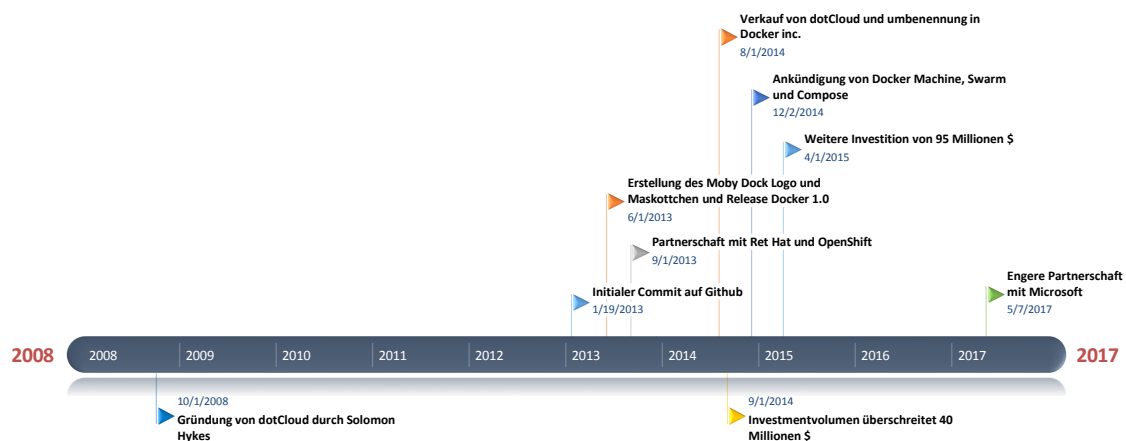 Verkauf von dotCloud und umbenennung in
Docker inc.
8/1/2014
Ankündigung von Docker Machine, Swarm
und Compose
12/2/2014
Weitere Investition von 95 Millionen $
4/1/2015
Erstellung des Moby Dock Logo und
Maskottchen und Release Docker 1.0
6/1/2013
Partnerschaft mit Ret Hat und OpenShift
9/1/2013
Engere Partnerschaft
mit Microsoft
5/7/2017
Initialer Commit auf Github
1/19/2013
2008 2008 2009 2010 2011 2012 2013 2014 2015 2016 2017 2017
10/1/2008
Gründung von dotCloud durch Solomon
Hykes
9/1/2014
Investmentvolumen überschreitet 40
Millionen $